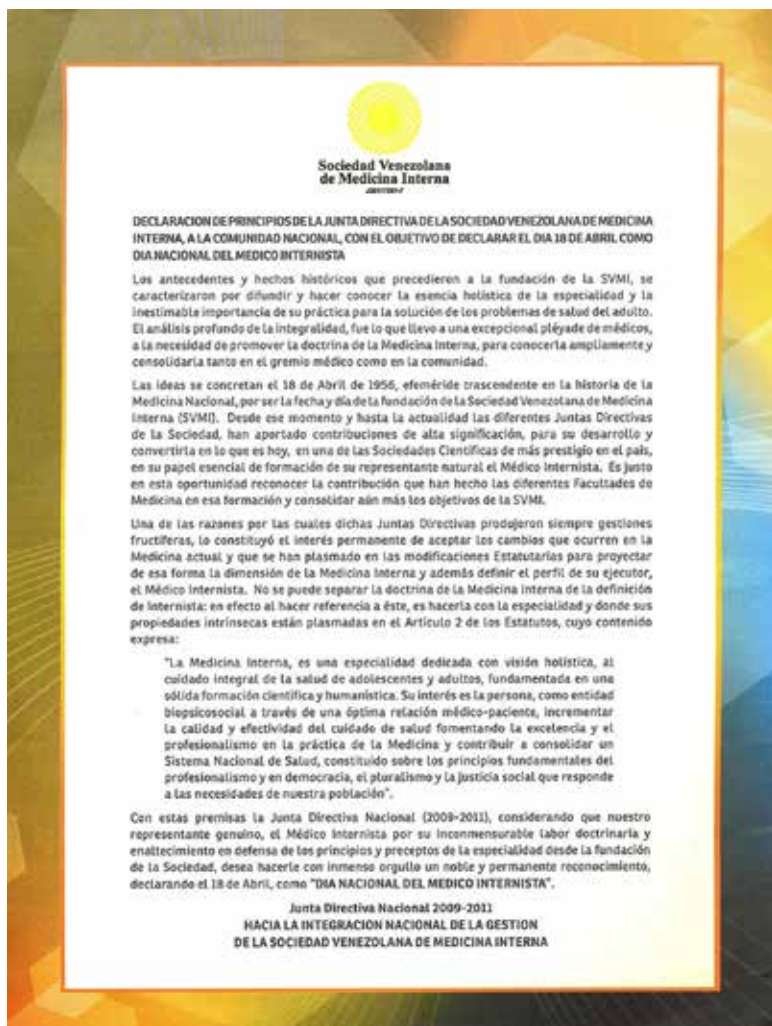 Sociedad Venezolana
de Medicina Interna
DECLARACION DE PRINCIPIOS DE LA JUNTA DIRECTIVA DE LA SOCIEDAD VENEZOLANA DE MEDICINA
INTERNA, A LA COMUNIDAD NACIONAL, CON EL OBJETIVO DE DECLARAR EL DIA 18 DE ABRIL COMO
DIA NACIONAL DEL MEDICO INTERNISTA
Los antecedentes y hechos históricos que precedieron a la fundación de la SVMI, se
caracterizaron por difundir y hacer conocer la esencia holística de la especialidad y la
inestimable importancia de su práctica para la solución de los problemas de salud del adulto.
El análisis profundo de la integralidad, fue lo que llevo a una excepcional pléyade de médicos,
a la necesidad de promover la doctrina de la Medicina Interna, para conocerla ampliamente y
consolidarla tanto en el gremio médico como en la comunidad.
Las ideas se concretan el 18 de Abril de 1956, efeméride trascendente en la historia de la
Medicina Nacional, por ser la fecha y día de la fundación de la Sociedad Venezolana de Medicina
Interna (SVMI). Desde ese momento y hasta la actualidad las diferentes Juntas Directivas
de la Sociedad, han aportado contribuciones de alta significación, para su desarrollo y
convertirla en lo que es hoy, en una de las Sociedades Científicas de más prestigio en el país,
en su papel esencial de formación de su representante natural el Médico Internista. Es justo
en esta oportunidad reconocer la contribución que han hecho las diferentes Facultades de
Medicina en esa formación y consolidar aún más los objetivos de la SVMI.
Una de las razones por las cuales dichas Juntas Directivas produjeron siempre gestiones
fructíferas, lo constituyó el interés permanente de aceptar los cambios que ocurren en la
Medicina actual y que se han plasmado en las modificaciones Estatutarias para proyectar
de esa forma la dimensión de la Medicina Interna y además definir el perfil de su ejecutor,
el Médico Internista. No se puede separar la doctrina de la Medicina Interna de la definición
de Internista: en efecto al hacer referencia a éste, es hacerla con la especialidad y donde sus
propiedades intrínsecas están plasmadas en el Artículo 2 de los Estatutos, cuyo contenido
expresa:
"La Medicina Interna, es una especialidad dedicada con visión holística, al
cuidado integral de la salud de adolescentes y adultos, fundamentada en una
sólida formación científica y humanística. Su interés es la persona, como entidad
biopsicosocial a través de una óptima relación médico-paciente, incrementar
la calidad y efectividad del cuidado de salud fomentando la excelencia y el
profesionalismo en la práctica de la Medicina y contribuir a consolidar un
Sistema Nacional de Salud, constituido sobre los principios fundamentales del
profesionalismo y en democracia, el pluralismo y la justicia social que responde
a las necesidades de nuestra población".
Con estas premisas la Junta Directiva Nacional (2009-2011), considerando que nuestro
representante genuino, el Médico Internista por su inconmensurable labor doctrinaria y
enaltecimiento en defensa de los principios y preceptos de la especialidad desde la fundación
de la Sociedad, desea hacerle con inmenso orgullo un noble y permanente reconocimiento,
declarando el 18 de Abril, como "DIA NACIONAL DEL MEDICO INTERNISTA".
Junta Directiva Nacional 2009-2011
HACIA LA INTEGRACION NACIONAL DE LA GESTION
DE LA SOCIEDAD VENEZOLANA DE MEDICINA INTERNA